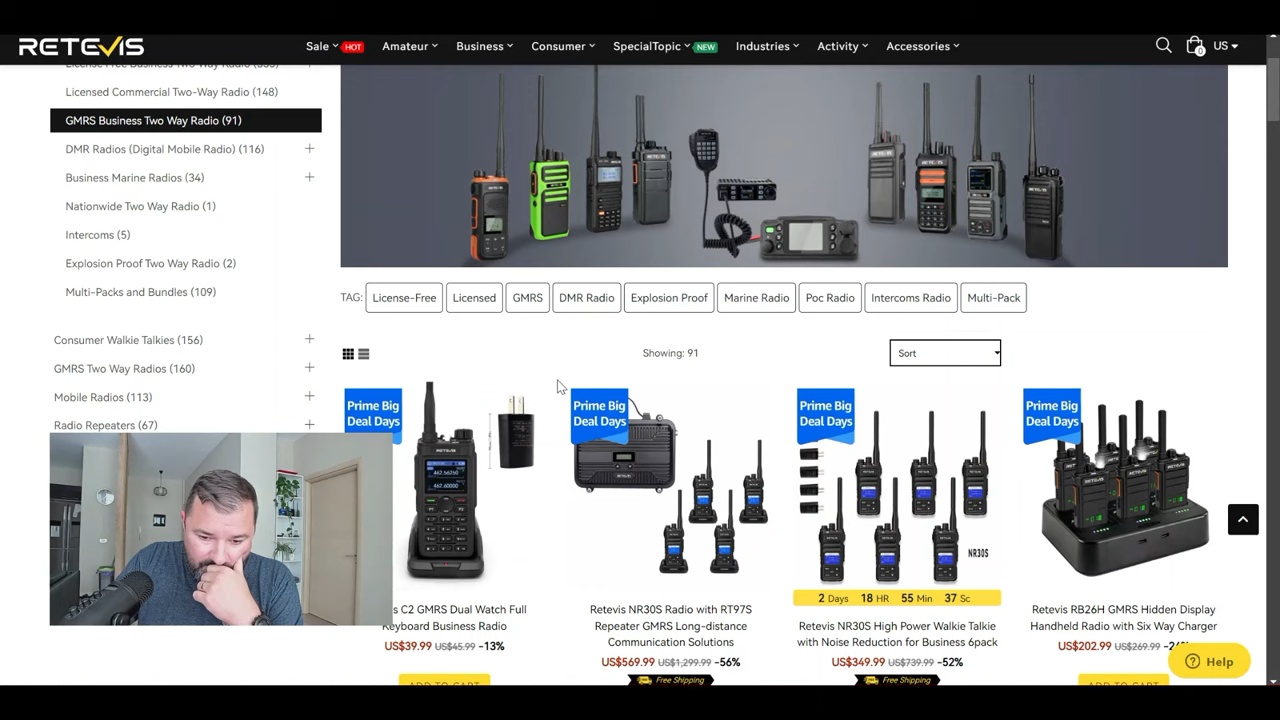 RETEVIS
Sale HOT Amateur Business Consumer SpecialTopic NEW Industries Activity Accessories 0 US
Licensed Commercial Two-Way Radio (148)
GMRS Business Two Way Radio (91)
DMR Radios (Digital Mobile Radio) (116)
Business Marine Radios (34)
Nationwide Two Way Radio (1)
Intercoms (5)
Explosion Proof Two Way Radio (2)
Multi-Packs and Bundles (109)
Consumer Walkie Talkies (156)
GMRS Two Way Radios (160)
Mobile Radios (113)
Radio Repeaters (67)
TAG: License-Free Licensed GMRS DMR Radio Explosion Proof Marine Radio Poc Radio Intercoms Radio Multi-Pack
Showing: 91
Sort
Prime Big
Deal Days
C2 GMRS Dual Watch Full
Keyboard Business Radio
US$39.99 US$45.99 -13%
ADD TO CART
Prime Big
Deal Days
Retevis NR30S Radio with RT97S
Repeater GMRS Long-distance
Communication Solutions
US$569.99 US$1,299.99 -56%
Free Shipping
Prime Big
Deal Days
NR30S
2 Days 18 HR 55 Min 37 Sc
Retevis NR30S High Power Walkie Talkie
with Noise Reduction for Business 6pack
US$349.99 US$739.99 -52%
Free Shipping
Prime Big
Deal Days
Retevis RB26H GMRS Hidden Display
Handheld Radio with Six Way Charger
US$202.99 US$269.99
ADD TO CART
Help